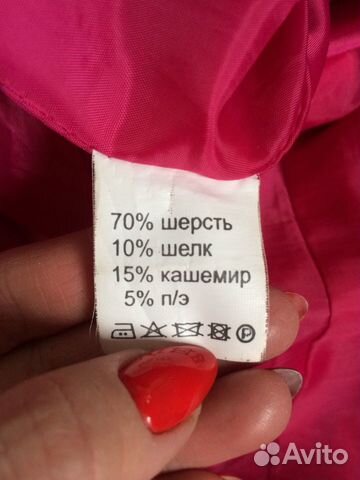 70% шерсть
10% шелк
15% кашемир
5% п/э
Avito